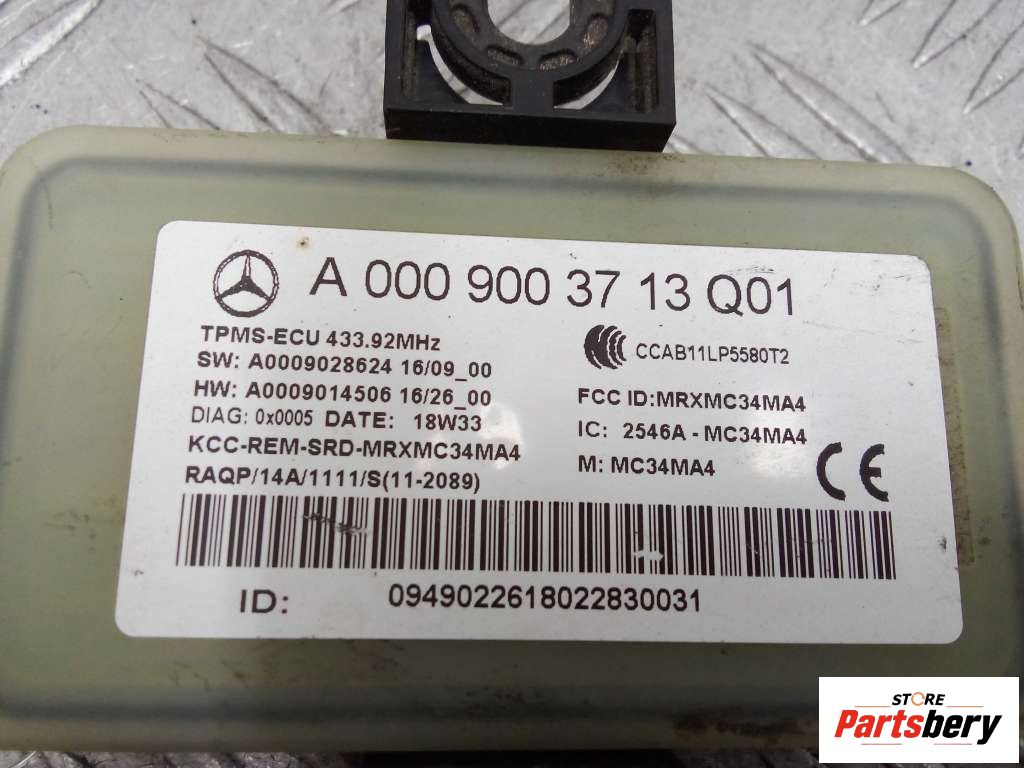 A 000 900 37 13 Q01
TPMS-ECU 433.92MHz
SW: A0009028624 16/09_00
HW: A0009014506 16/26_00
DIAG: 0x0005 DATE: 18W33
KCC-REM-SRD-MRXMC34MA4
RAQP/14A/1111/S(11-2089)
CCAB11LP5580T2
FCC ID:MRXMC34MA4
IC: 2546A - MC34MA4
M: MC34MA4
CE
ID: 0949022618022830031
STORE
Partsbery